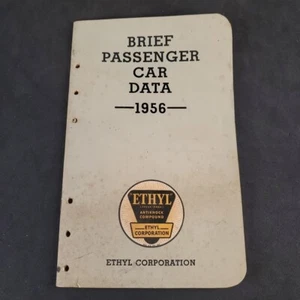 BRIEF
PASSENGER
CAR
DATA
—1956—
ETHYL
ANTIKNOCK
COMPOUND
ETHYL
CORPORATION
ETHYL CORPORATION